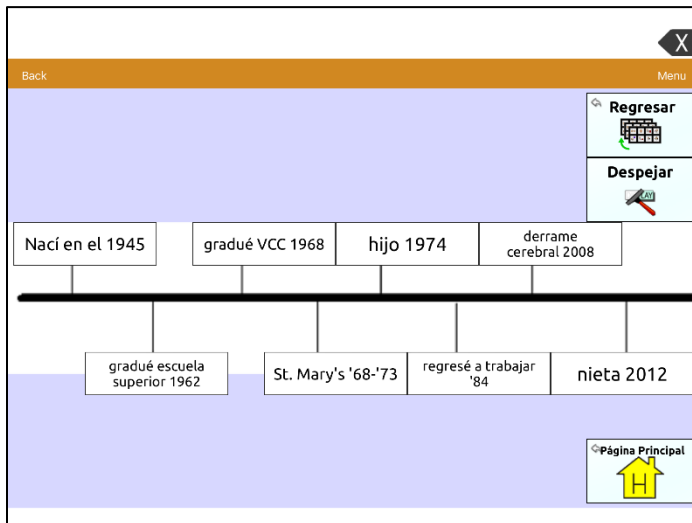 X
Back
Menu
Regresar
Despejar
Nací en el 1945
gradué VCC 1968
hijo 1974
derrame
cerebral 2008
gradué escuela
superior 1962
St. Mary's '68-'73
regresé a trabajar
'84
nieta 2012
Página Principal
H